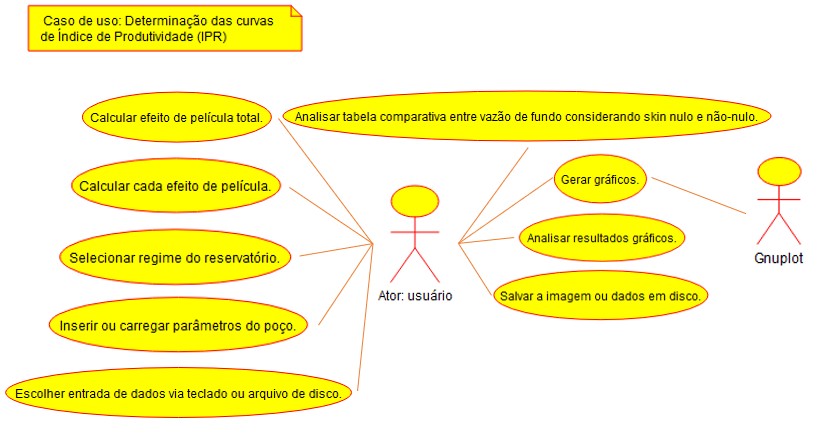 Caso de uso: Determinação das curvas
de Índice de Produtividade (IPR)
Calcular efeito de película total.
Analisar tabela comparativa entre vazão de fundo considerando skin nulo e não-nulo.
Calcular cada efeito de película.
Gerar gráficos.
Selecionar regime do reservatório.
Analisar resultados gráficos.
Gnuplot
Ator: usuário
Salvar a imagem ou dados em disco.
Inserir ou carregar parâmetros do poço.
Escolher entrada de dados via teclado ou arquivo de disco.